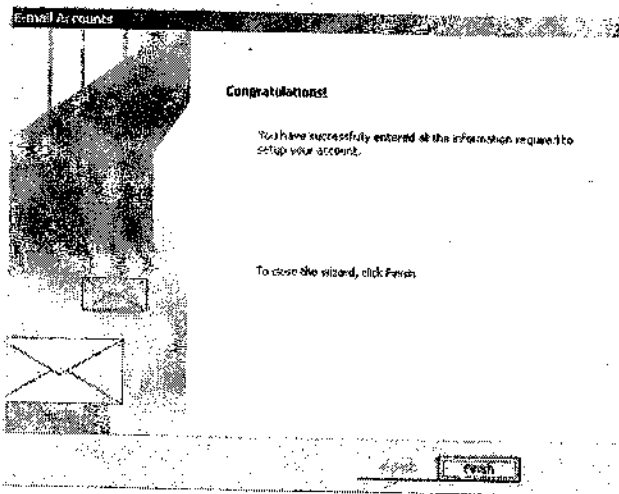 E-mail Accounts
Congratulations!
You have successfully entered all the information required to
setup your account.
To close the wizard, click Finish.
Finish